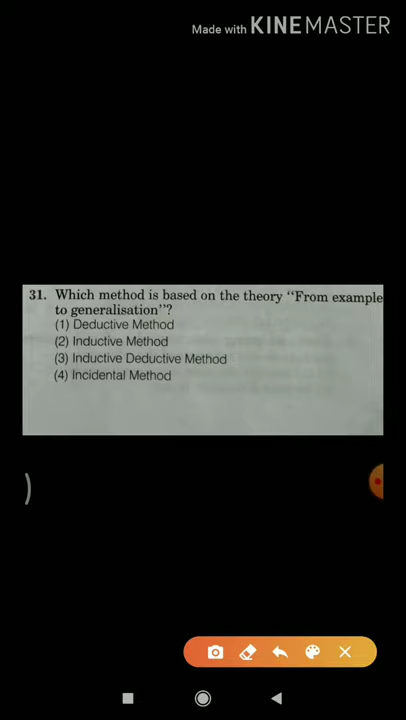 Made with KINEMASTER
31. Which method is based on the theory ‘‘From example
to generalisation’’?
(1) Deductive Method
(2) Inductive Method
(3) Inductive Deductive Method
(4) Incidental Method